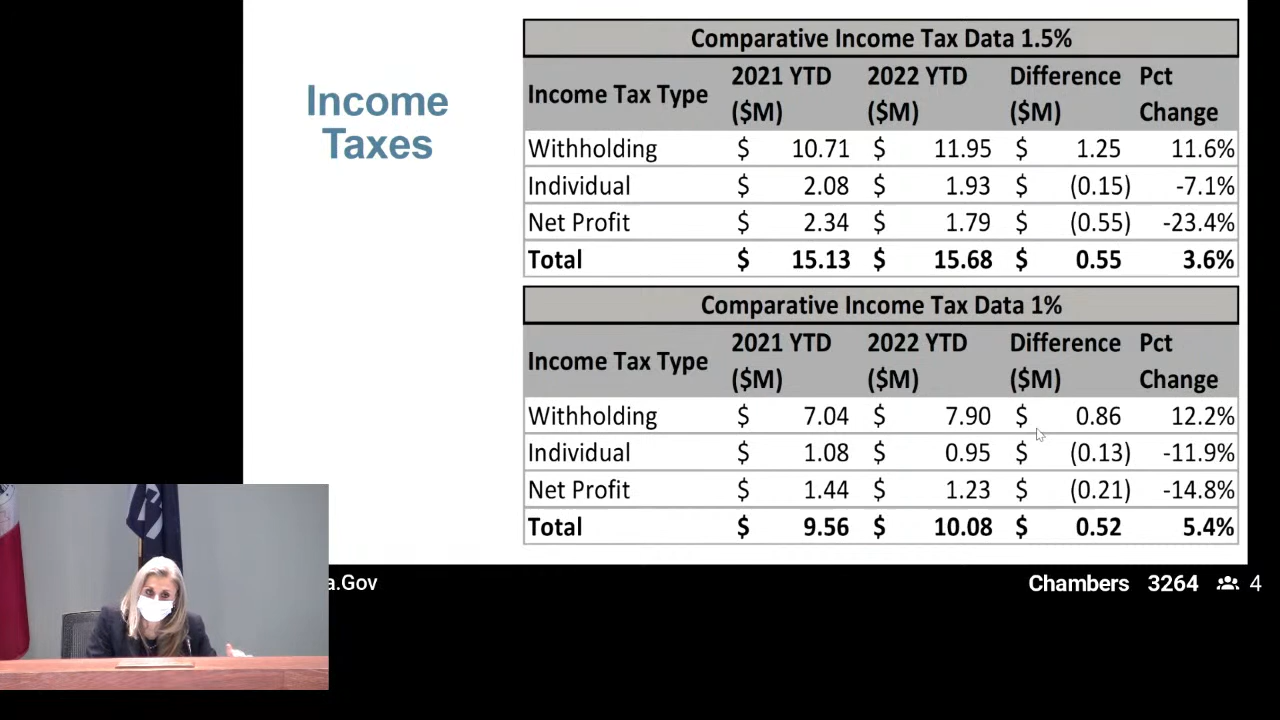 Income
Taxes
Comparative Income Tax Data 1.5%
Income Tax Type 2021 YTD ($M) 2022 YTD ($M) Difference ($M) Pct Change
Withholding $ 10.71 $ 11.95 $ 1.25 11.6%
Individual $ 2.08 $ 1.93 $ (0.15) -7.1%
Net Profit $ 2.34 $ 1.79 $ (0.55) -23.4%
Total $ 15.13 $ 15.68 $ 0.55 3.6%
Comparative Income Tax Data 1%
Income Tax Type 2021 YTD ($M) 2022 YTD ($M) Difference ($M) Pct Change
Withholding $ 7.04 $ 7.90 $ 0.86 12.2%
Individual $ 1.08 $ 0.95 $ (0.13) -11.9%
Net Profit $ 1.44 $ 1.23 $ (0.21) -14.8%
Total $ 9.56 $ 10.08 $ 0.52 5.4%
a.Gov
Chambers 3264 4